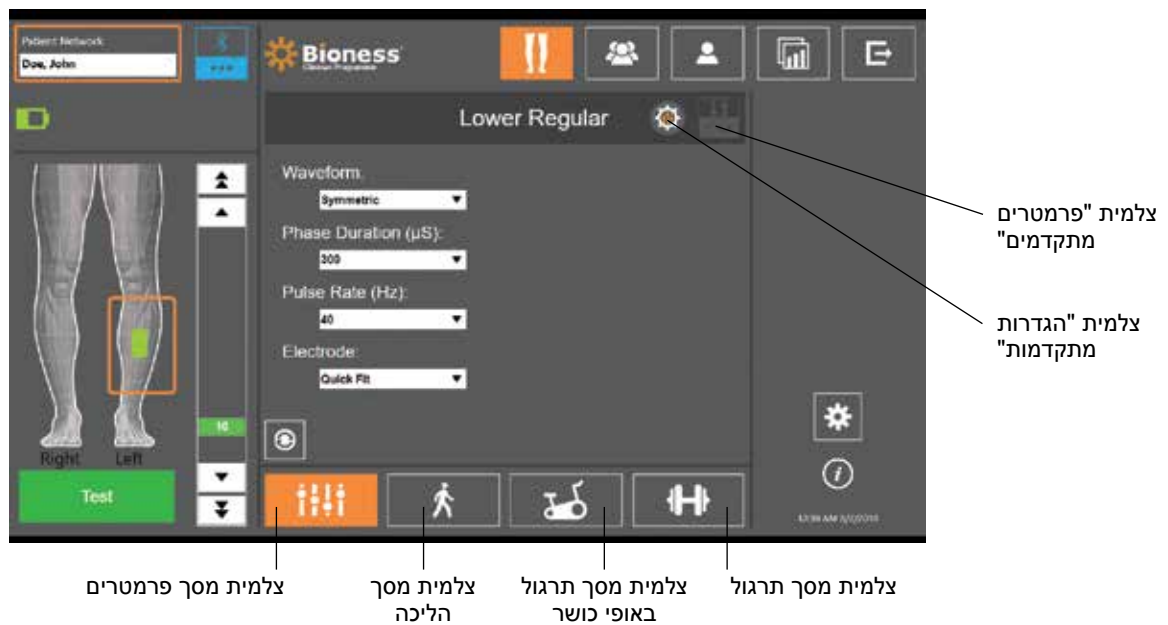 Patient Network
Doe, John
Bioness
Lower Regular
Waveform:
Symmetric
Phase Duration (µS):
300
Pulse Rate (Hz):
40
Electrode:
Quick Fit
10
Right Left
Test
צלמית "פרמטרים
מתקדמים"
צלמית "הגדרות
מתקדמות"
צלמית מסך פרמטרים
צלמית מסך
הליכה
צלמית מסך תרגול
באופי כושר
צלמית מסך תרגול